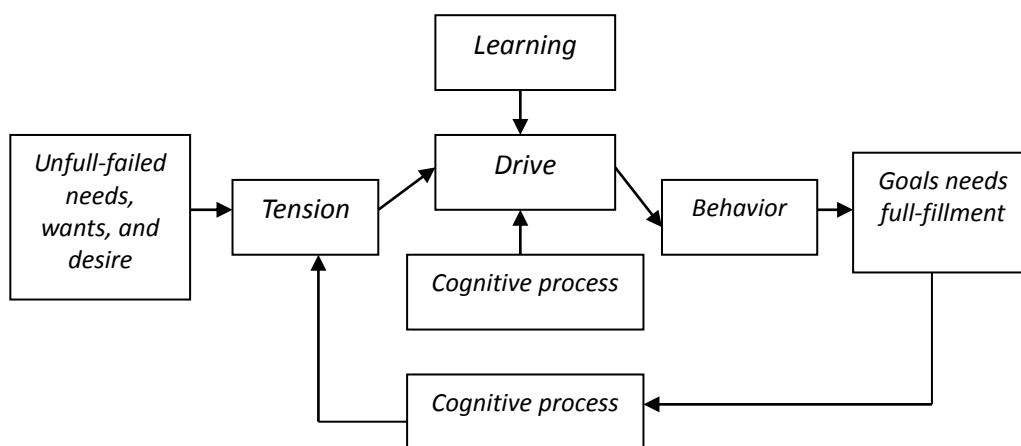 Learning
Unfull-failed
needs,
wants, and
desire
Tension
Drive
Behavior
Goals needs
full-fillment
Cognitive process
Cognitive process